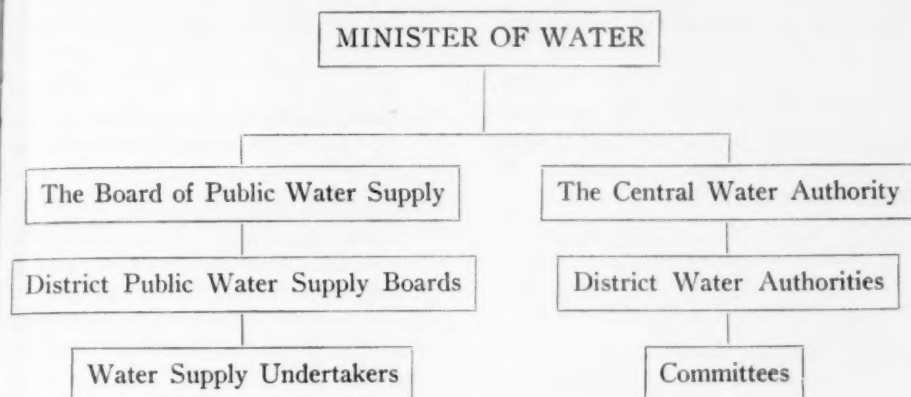 MINISTER OF WATER
The Board of Public Water Supply
The Central Water Authority
District Public Water Supply Boards
District Water Authorities
Water Supply Undertakers
Committees